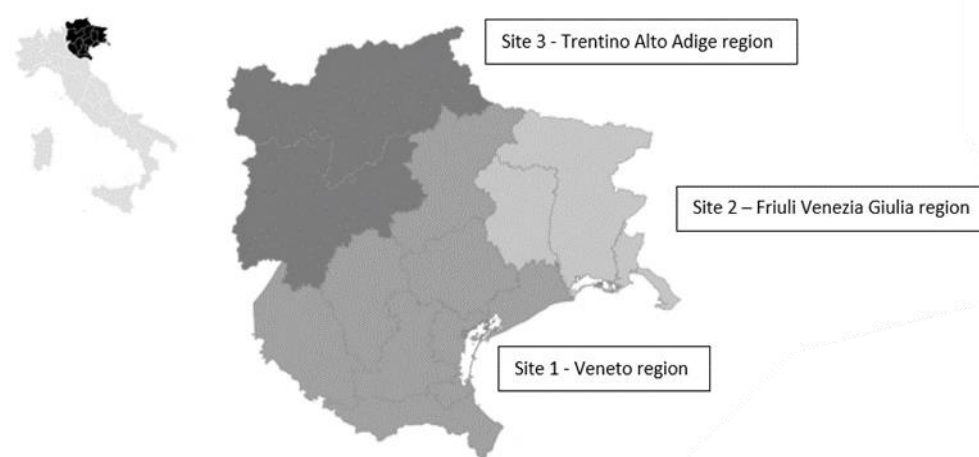 Site 3 - Trentino Alto Adige region
Site 2 – Friuli Venezia Giulia region
Site 1 - Veneto region